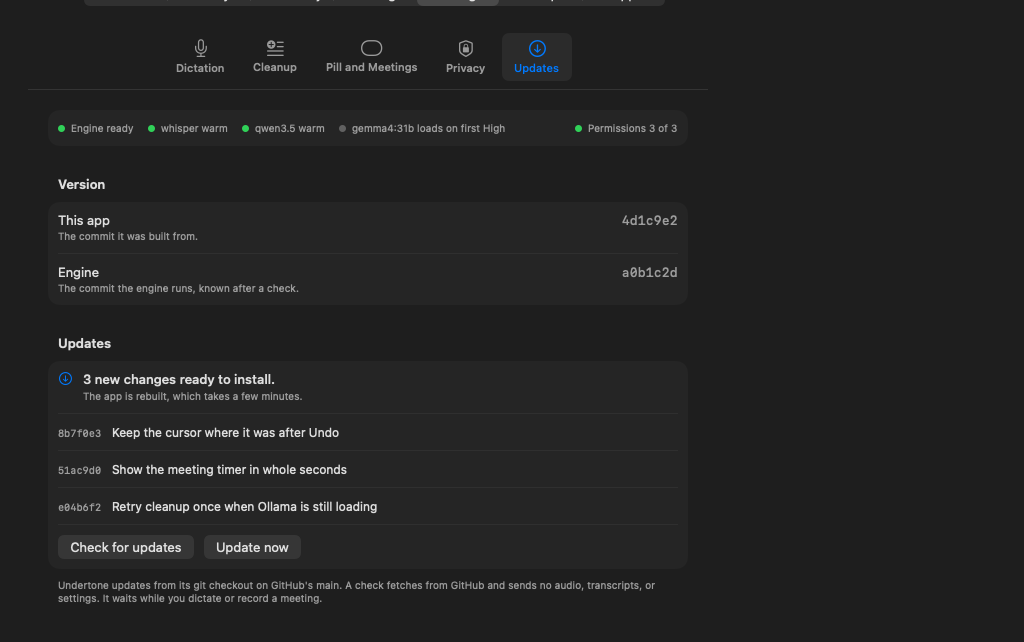 Dictation
Cleanup
Pill and Meetings
Privacy
Updates
Engine ready whisper warm qwen3.5 warm gemma4:31b loads on first High Permissions 3 of 3
Version
This app 4d1c9e2
The commit it was built from.
Engine a0b1c2d
The commit the engine runs, known after a check.
Updates
3 new changes ready to install.
The app is rebuilt, which takes a few minutes.
8b7f0e3 Keep the cursor where it was after Undo
51ac9d0 Show the meeting timer in whole seconds
e04b6f2 Retry cleanup once when Ollama is still loading
Check for updates Update now
Undertone updates from its git checkout on GitHub's main. A check fetches from GitHub and sends no audio, transcripts, or
settings. It waits while you dictate or record a meeting.